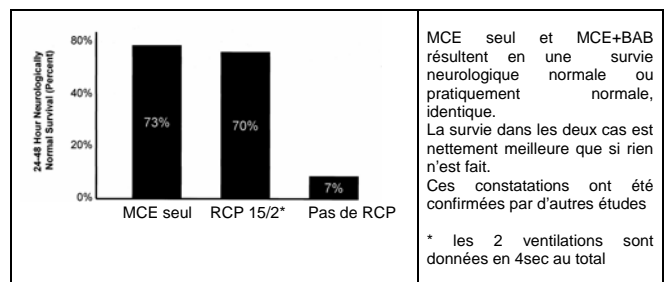 24-48 Hour Neurologically
Normal Survival (Percent)
80%
40%
20%
0%
73%
70%
7%
MCE seul
RCP 15/2*
Pas de RCP
MCE seul et MCE+BAB
résultent en une survie
neurologique normale ou
pratiquement normale,
identique.
La survie dans les deux cas est
nettement meilleure que si rien
n'est fait.
Ces constatations ont été
confirmées par d'autres études
* les 2 ventilations sont
données en 4sec au total